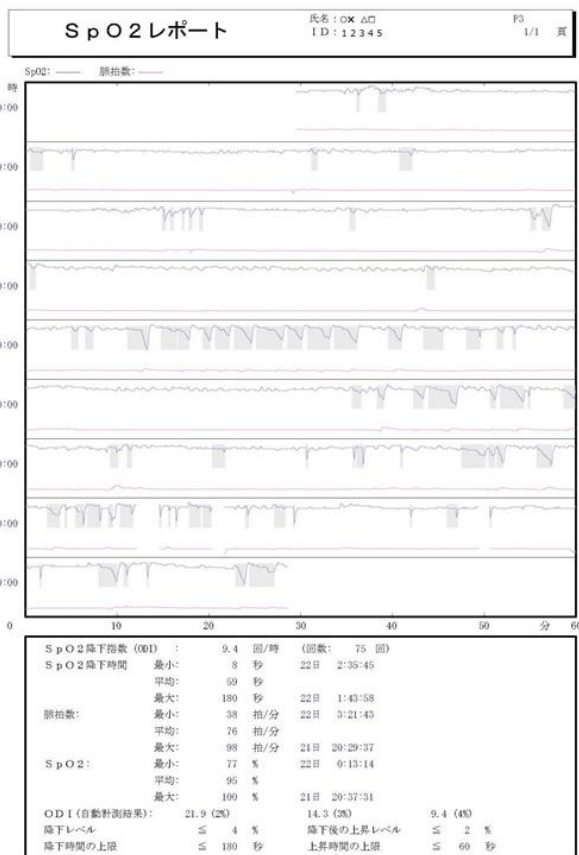 SpO2レポート
氏名：○× △□
ID：12345
P3
1/1 頁
SpO2: 脈拍数:
時
0:00
0:00
0:00
0:00
0:00
0:00
0:00
0:00
0:00
0 10 20 30 40 50 分 60
SpO2降下指数(ODI) : 9.4 回/時 (回数: 75 回)
SpO2降下時間 最小: 8 秒 22日 2:35:45
平均: 59 秒
最大: 180 秒 22日 1:43:58
脈拍数: 最小: 38 拍/分 22日 3:21:43
平均: 76 拍/分
最大: 98 拍/分 21日 20:29:37
SpO2: 最小: 77 % 22日 0:13:14
平均: 95 %
最大: 100 % 21日 20:37:31
ODI(自動計測結果): 21.9 (2%) 14.3 (3%) 9.4 (4%)
降下レベル ≦ 4 % 降下後の上昇レベル ≦ 2 %
降下時間の上限 ≦ 180 秒 上昇時間の上限 ≦ 60 秒